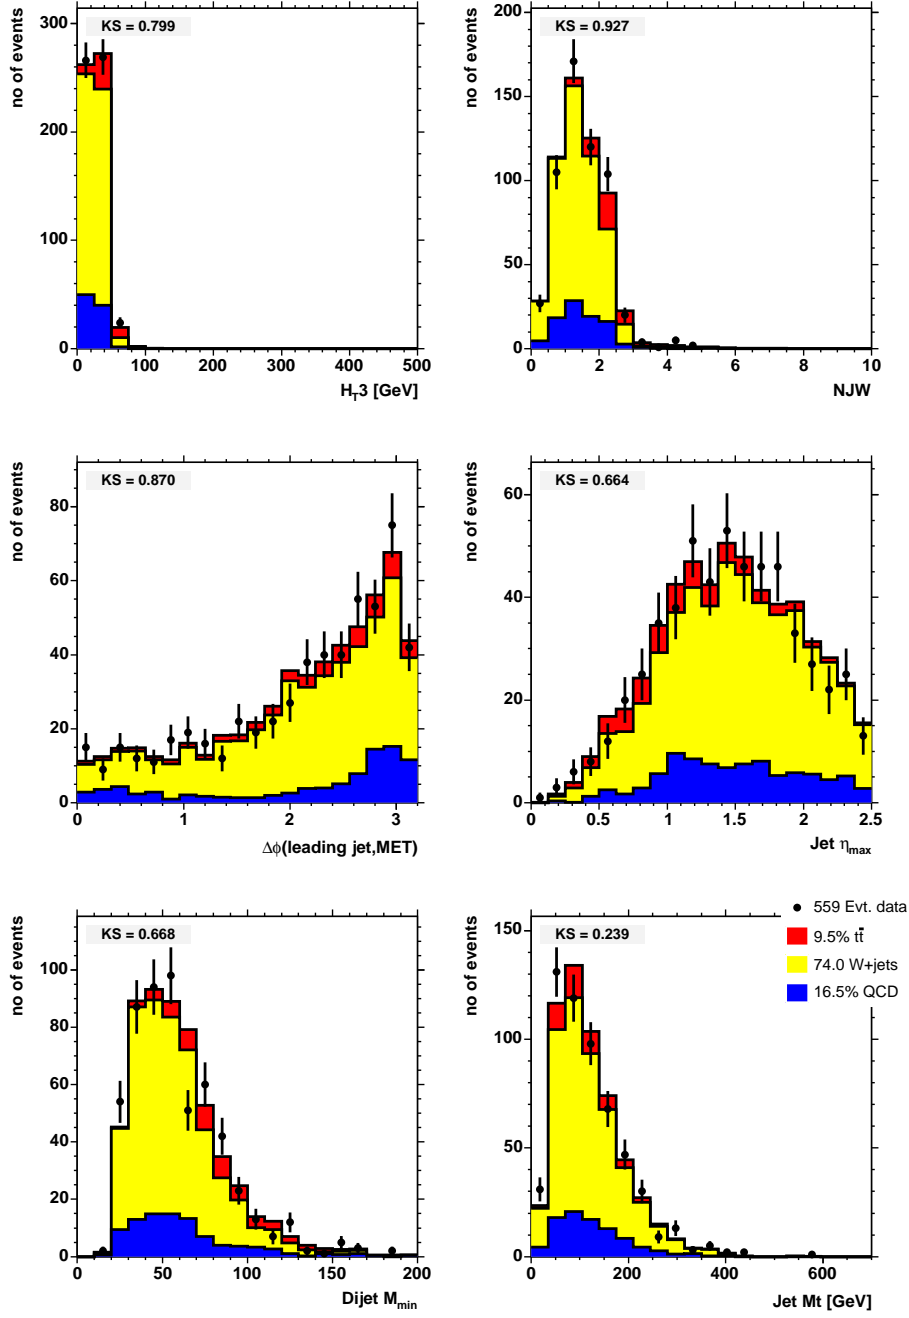 KS = 0.799
no of events
300
200
100
0
0 100 200 300 400 500
H_T3 [GeV]
KS = 0.927
no of events
200
150
100
50
0
0 2 4 6 8 10
NJW
KS = 0.870
no of events
80
60
40
20
0
0 1 2 3
Δϕ(leading jet,MET)
KS = 0.664
no of events
60
40
20
0
0 0.5 1 1.5 2 2.5
Jet η_max
KS = 0.668
no of events
100
80
60
40
20
0
0 50 100 150 200
Dijet M_min
KS = 0.239
no of events
150
100
50
0
0 200 400 600
Jet Mt [GeV]
559 Evt. data
9.5% tt̄
74.0 W+jets
16.5% QCD